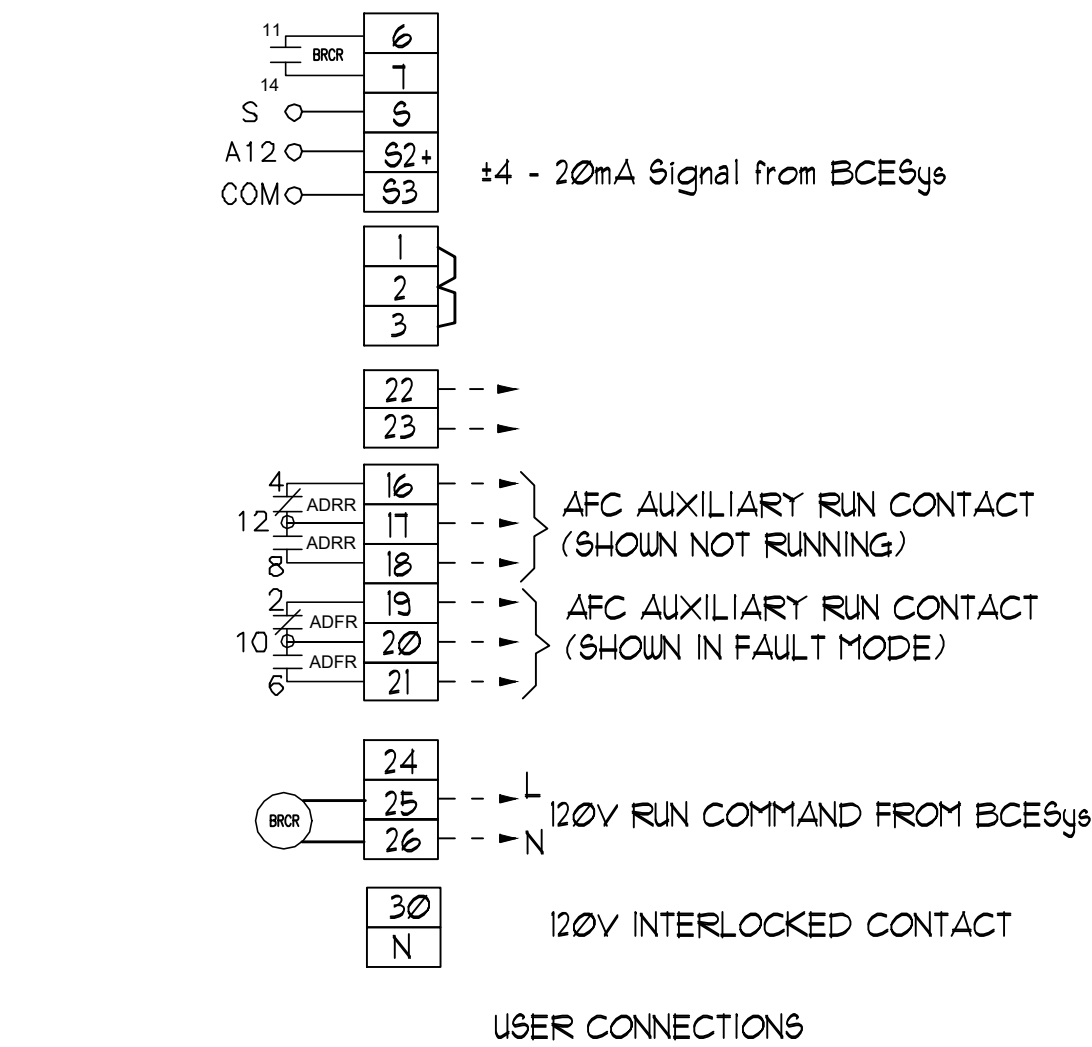 11
6
BRCR
7
14
S S
A12 S2+
COM S3
±4 - 20mA Signal from BCESys
1
2
3
22
23
4 16
ADRR
12 17
ADRR
8 18
AFC AUXILIARY RUN CONTACT
(SHOWN NOT RUNNING)
2 19
ADFR
10 20
ADFR
6 21
AFC AUXILIARY RUN CONTACT
(SHOWN IN FAULT MODE)
24
25 L
BRCR
26 N
120V RUN COMMAND FROM BCESys
30
N
120V INTERLOCKED CONTACT
USER CONNECTIONS